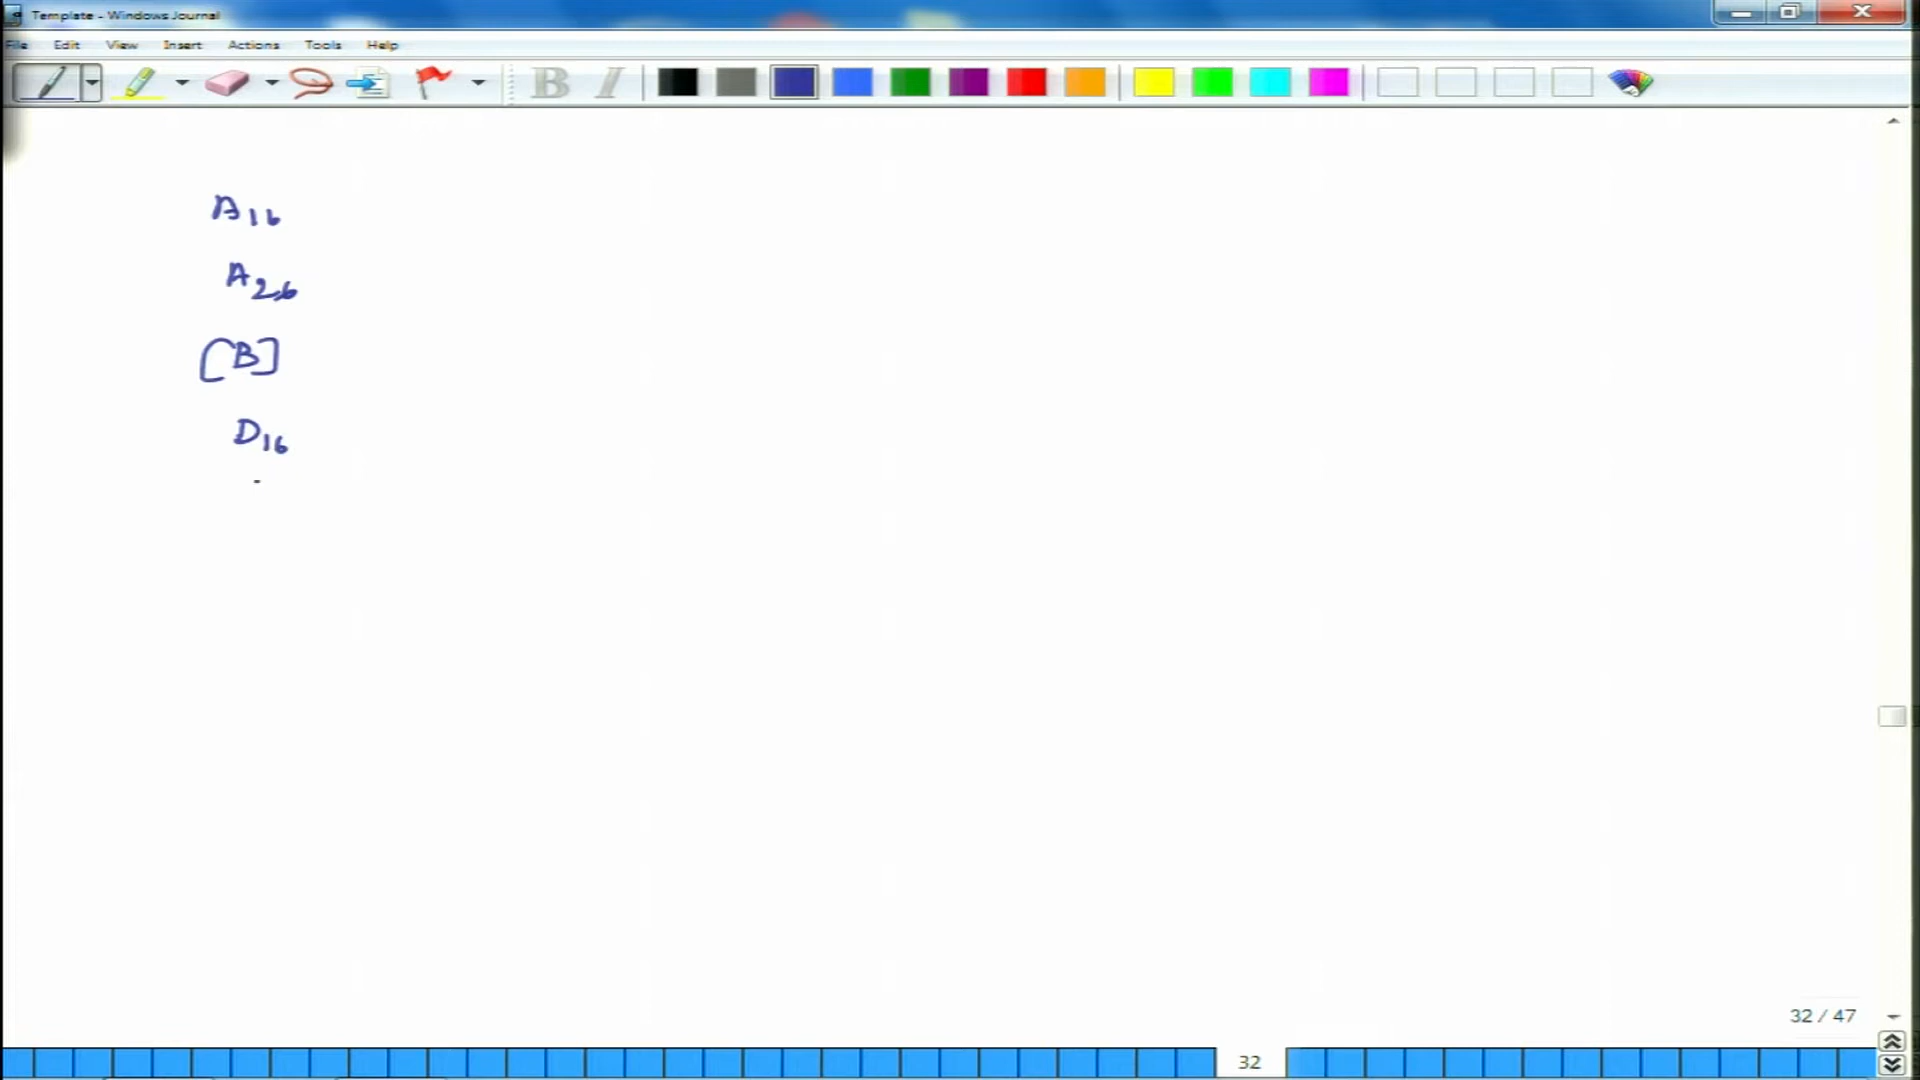 Template - Windows Journal
File Edit View Insert Actions Tools Help
B I
A16
A26
[B]
D16
32 / 47
32